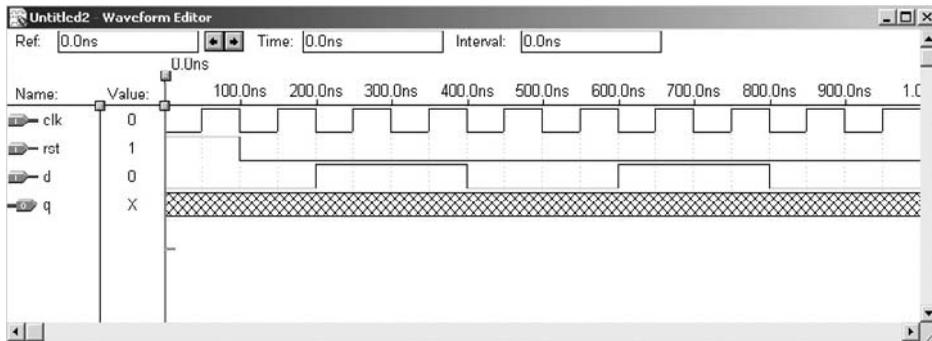 Untitled2 - Waveform Editor
Ref: 0.0ns Time: 0.0ns Interval: 0.0ns
0.0ns
Name: Value: 100.0ns 200.0ns 300.0ns 400.0ns 500.0ns 600.0ns 700.0ns 800.0ns 900.0ns 1.0
clk 0
rst 1
d 0
q X